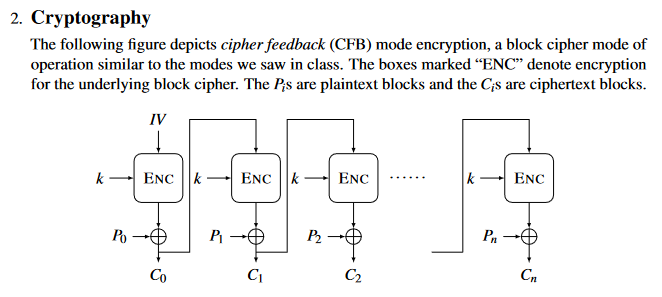 2. Cryptography
The following figure depicts cipher feedback (CFB) mode encryption, a block cipher mode of
operation similar to the modes we saw in class. The boxes marked “ENC” denote encryption
for the underlying block cipher. The Pᵢs are plaintext blocks and the Cᵢs are ciphertext blocks.
IV
k ENC k ENC k ENC ...... k ENC
P₀ P₁ P₂ Pₙ
C₀ C₁ C₂ Cₙ